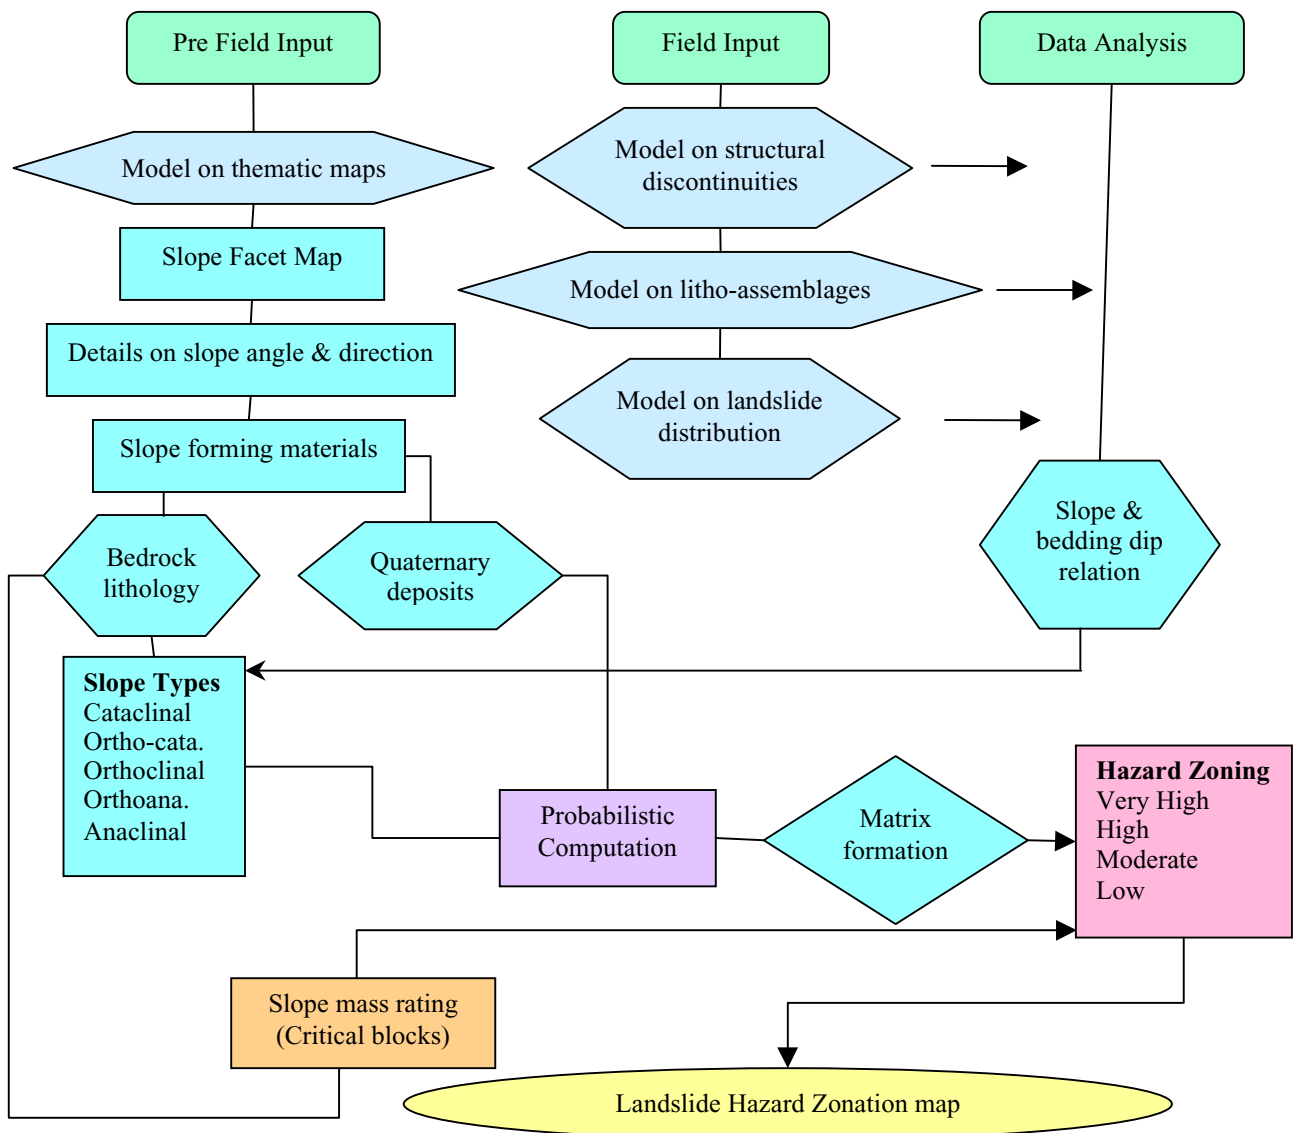 Pre Field Input
Field Input
Data Analysis
Model on thematic maps
Model on structural
discontinuities
Slope Facet Map
Model on litho-assemblages
Details on slope angle & direction
Model on landslide
distribution
Slope forming materials
Slope &
bedding dip
relation
Bedrock
lithology
Quaternary
deposits
Slope Types
Cataclinal
Ortho-cata.
Orthoclinal
Orthoana.
Anaclinal
Probabilistic
Computation
Matrix
formation
Hazard Zoning
Very High
High
Moderate
Low
Slope mass rating
(Critical blocks)
Landslide Hazard Zonation map